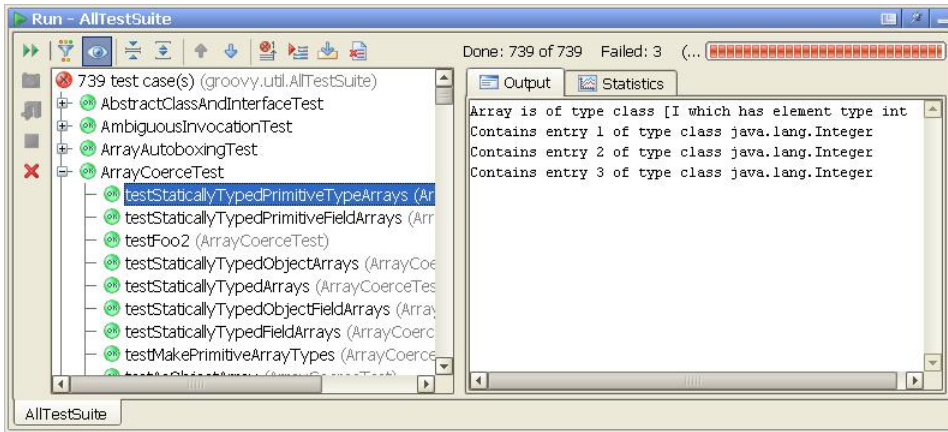 Run - AllTestSuite
Done: 739 of 739 Failed: 3 (...
739 test case(s) (groovy.util.AllTestSuite)
AbstractClassAndInterfaceTest
AmbiguousInvocationTest
ArrayAutoboxingTest
ArrayCoerceTest
testStaticallyTypedPrimitiveTypeArrays (Ar
testStaticallyTypedPrimitiveFieldArrays (Arr
testFoo2 (ArrayCoerceTest)
testStaticallyTypedObjectArrays (ArrayCoe
testStaticallyTypedArrays (ArrayCoerceTes
testStaticallyTypedObjectFieldArrays (Array
testStaticallyTypedFieldArrays (ArrayCoerc
testMakePrimitiveArrayTypes (ArrayCoerce
Output
Statistics
Array is of type class [I which has element type int
Contains entry 1 of type class java.lang.Integer
Contains entry 2 of type class java.lang.Integer
Contains entry 3 of type class java.lang.Integer
AllTestSuite